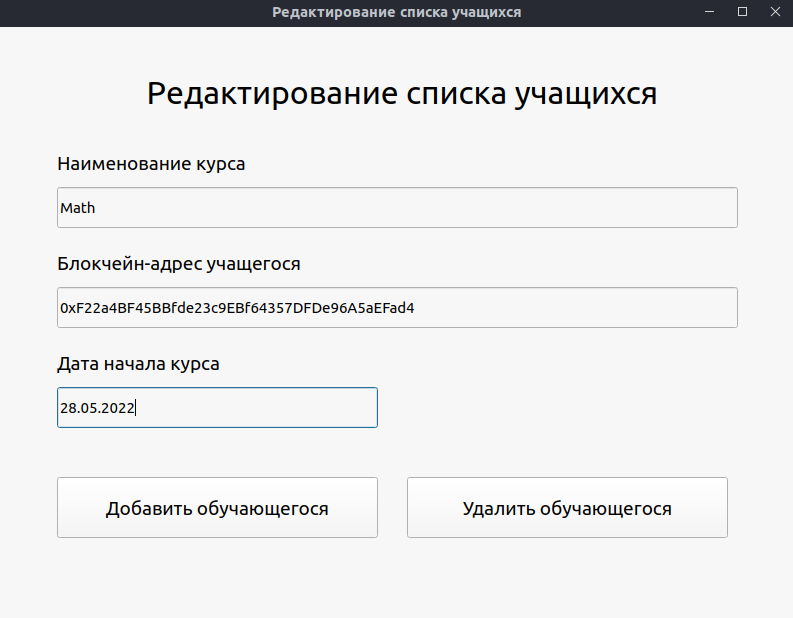 Редактирование списка учащихся
Редактирование списка учащихся
Наименование курса
Math
Блокчейн-адрес учащегося
0xF22a4BF45BBfde23c9EBf64357DFDe96A5aEFad4
Дата начала курса
28.05.2022
Добавить обучающегося
Удалить обучающегося